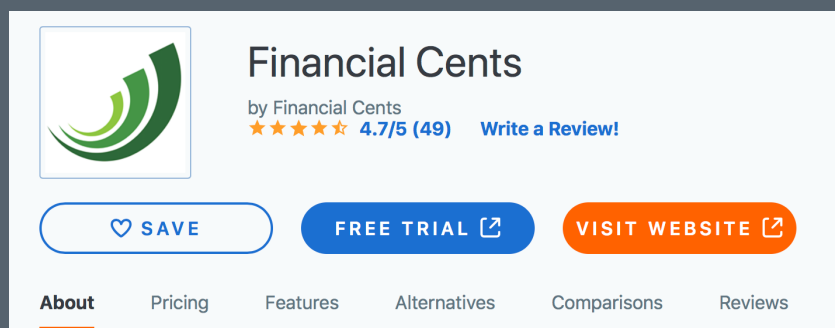 Financial Cents
by Financial Cents
4.7/5 (49) Write a Review!
SAVE FREE TRIAL VISIT WEBSITE
About Pricing Features Alternatives Comparisons Reviews